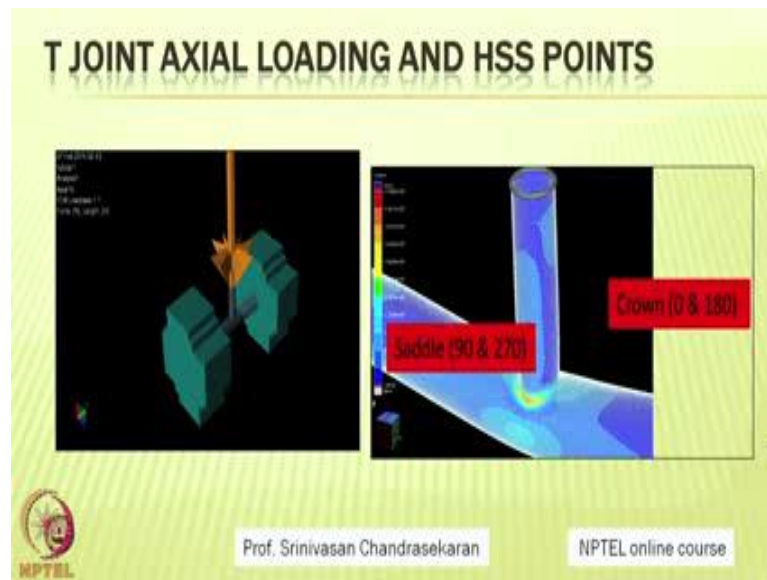 T JOINT AXIAL LOADING AND HSS POINTS
Crown (0 & 180)
Saddle (90 & 270)
NPTEL
Prof. Srinivasan Chandrasekaran
NPTEL online course